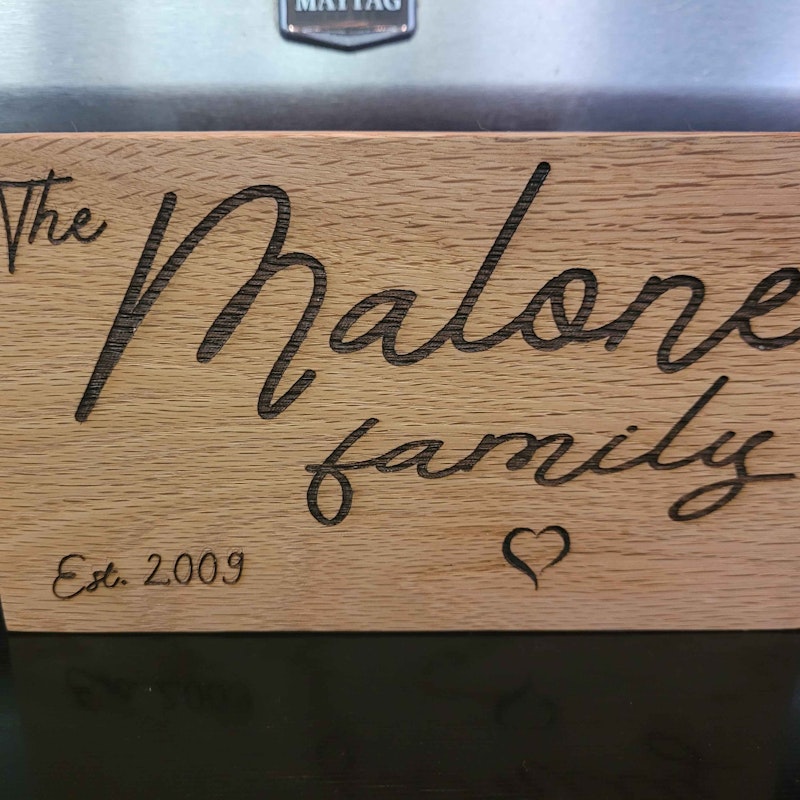 MAYTAG
The
Malone
family
Est. 2009